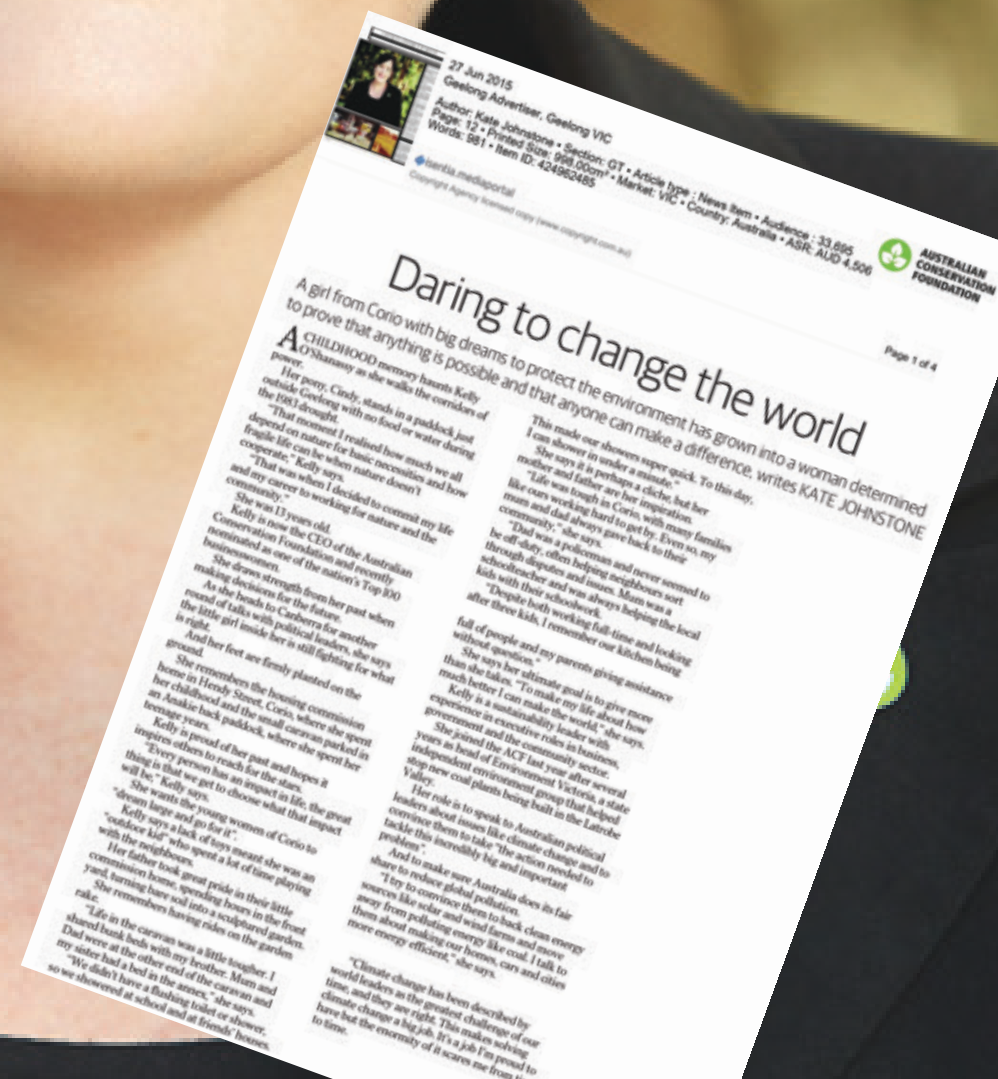 27 Jun 2015
Geelong Advertiser, Geelong VIC
Author: Kate Johnstone • Section: GT • Article type : News Item • Audience : 33,695
Page: 12 • Printed Size: 998.00cm² • Market: VIC • Country: Australia • ASR: AUD 4,506
Words: 981 • Item ID: 424962485
isentia.mediaportal
Copyright Agency licensed copy (www.copyright.com.au)
AUSTRALIAN
CONSERVATION
FOUNDATION
Page 1 of 4
Daring to change the world
A girl from Corio with big dreams to protect the environment has grown into a woman determined
to prove that anything is possible and that anyone can make a difference, writes KATE JOHNSTONE
A CHILDHOOD memory haunts Kelly
O'Shanassy as she walks the corridors of
power.
Her pony, Cindy, stands in a paddock just
outside Geelong with no food or water during
the 1983 drought.
"That moment I realised how much we all
depend on nature for basic necessities and how
fragile life can be when nature doesn't
cooperate," Kelly says.
"That was when I decided to commit my life
and my career to working for nature and the
community."
She was 13 years old.
Kelly is now the CEO of the Australian
Conservation Foundation and recently
nominated as one of the nation's Top 100
businesswomen.
She draws strength from her past when
making decisions for the future.
As she heads to Canberra for another
round of talks with political leaders, she says
the little girl inside her is still fighting for what
is right.
And her feet are firmly planted on the
ground.
She remembers the housing commission
home in Hendy Street, Corio, where she spent
her childhood and the small caravan parked in
an Anakie back paddock, where she spent her
teenage years.
Kelly is proud of her past and hopes it
inspires others to reach for the stars.
"Every person has an impact in life, the great
thing is that we get to choose what that impact
will be," Kelly says.
She wants the young women of Corio to
"dream large and go for it".
Kelly says a lack of toys meant she was an
"outdoor kid" who spent a lot of time playing
with the neighbours.
Her father took great pride in their little
commission home, spending hours in the front
yard, turning bare soil into a sculptured garden.
She remembers having rides on the garden
rake.
"Life in the caravan was a little tougher. I
shared bunk beds with my brother. Mum and
Dad were at the other end of the caravan and
my sister had a bed in the annex," she says.
"We didn't have a flushing toilet or shower,
so we showered at school and at friends' houses.
This made our showers super quick. To this day,
I can shower in under a minute."
She says it is perhaps a cliche, but her
mother and father are her inspiration.
"Life was tough in Corio, with many families
like ours working hard to get by. Even so, my
mum and dad always gave back to their
community," she says.
"Dad was a policeman and never seemed to
be off-duty, often helping neighbours sort
through disputes and issues. Mum was a
schoolteacher and was always helping the local
kids with their schoolwork.
"Despite both working full-time and looking
after three kids, I remember our kitchen being
full of people and my parents giving assistance
without question."
She says her ultimate goal is to give more
than she takes. "To make my life about how
much better I can make the world," she says.
Kelly is a sustainability leader with
experience in executive roles in business,
government and the community sector.
She joined the ACF last year after several
years as head of Environment Victoria, a state
independent environment group that helped
stop new coal plants being built in the Latrobe
Valley.
Her role is to speak to Australian political
leaders about issues like climate change and to
convince them to take "the action needed to
tackle this incredibly big and important
problem".
And to make sure Australia does its fair
share to reduce global pollution.
"I try to convince them to back clean energy
sources like solar and wind farms and move
away from polluting energy like coal. I talk to
them about making our homes, cars and cities
more energy efficient," she says.
"Climate change has been described by
world leaders as the greatest challenge of our
time, and they are right. This makes solving
climate change a big job. It's a job I'm proud to
have but the enormity of it scares me from
to time.